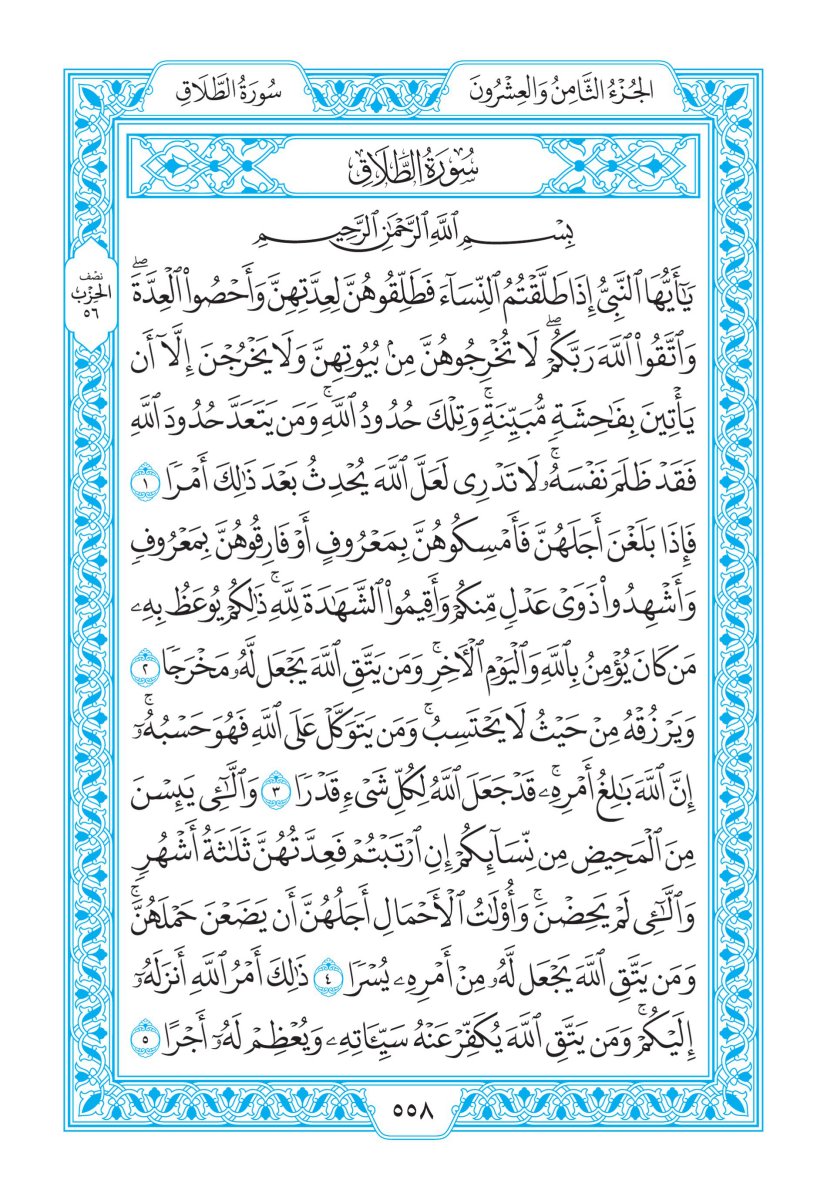 الجُزْءُ الثَّامِنُ وَالعِشْرُونَ
سُورَةُ الطَّلَاقِ
سُورَةُ الطَّلَاقِ
بِسْمِ ٱللَّهِ ٱلرَّحْمَٰنِ ٱلرَّحِيمِ
يَٰٓأَيُّهَا ٱلنَّبِيُّ إِذَا طَلَّقْتُمُ ٱلنِّسَآءَ فَطَلِّقُوهُنَّ لِعِدَّتِهِنَّ وَأَحْصُواْ ٱلْعِدَّةَۖ
وَٱتَّقُواْ ٱللَّهَ رَبَّكُمْۖ لَا تُخْرِجُوهُنَّ مِنۢ بُيُوتِهِنَّ وَلَا يَخْرُجْنَ إِلَّآ أَن
يَأْتِينَ بِفَٰحِشَةٖ مُّبَيِّنَةٖۚ وَتِلْكَ حُدُودُ ٱللَّهِۚ وَمَن يَتَعَدَّ حُدُودَ ٱللَّهِ
فَقَدْ ظَلَمَ نَفْسَهُۥۚ لَا تَدْرِي لَعَلَّ ٱللَّهَ يُحْدِثُ بَعْدَ ذَٰلِكَ أَمْرٗا ١
فَإِذَا بَلَغْنَ أَجَلَهُنَّ فَأَمْسِكُوهُنَّ بِمَعْرُوفٍ أَوْ فَارِقُوهُنَّ بِمَعْرُوفٖ
وَأَشْهِدُواْ ذَوَيْ عَدْلٖ مِّنكُمْ وَأَقِيمُواْ ٱلشَّهَٰدَةَ لِلَّهِۚ ذَٰلِكُمْ يُوعَظُ بِهِۦ
مَن كَانَ يُؤْمِنُ بِٱللَّهِ وَٱلْيَوْمِ ٱلْأٓخِرِۚ وَمَن يَتَّقِ ٱللَّهَ يَجْعَل لَّهُۥ مَخْرَجٗا ٢
وَيَرْزُقْهُ مِنْ حَيْثُ لَا يَحْتَسِبُۚ وَمَن يَتَوَكَّلْ عَلَى ٱللَّهِ فَهُوَ حَسْبُهُۥٓۚ
إِنَّ ٱللَّهَ بَٰلِغُ أَمْرِهِۦۚ قَدْ جَعَلَ ٱللَّهُ لِكُلِّ شَيْءٖ قَدْرٗا ٣ وَٱلَّٰٓـِٔي يَئِسْنَ
مِنَ ٱلْمَحِيضِ مِن نِّسَآئِكُمْ إِنِ ٱرْتَبْتُمْ فَعِدَّتُهُنَّ ثَلَٰثَةُ أَشْهُرٖ
وَٱلَّٰٓـِٔي لَمْ يَحِضْنَۚ وَأُوْلَٰتُ ٱلْأَحْمَالِ أَجَلُهُنَّ أَن يَضَعْنَ حَمْلَهُنَّۚ
وَمَن يَتَّقِ ٱللَّهَ يَجْعَل لَّهُۥ مِنْ أَمْرِهِۦ يُسْرٗا ٤ ذَٰلِكَ أَمْرُ ٱللَّهِ أَنزَلَهُۥٓ
إِلَيْكُمْۚ وَمَن يَتَّقِ ٱللَّهَ يُكَفِّرْ عَنْهُ سَيِّـَٔاتِهِۦ وَيُعْظِمْ لَهُۥٓ أَجْرًا ٥
نصْف
الحِزْب
٥٦
٥٥٨